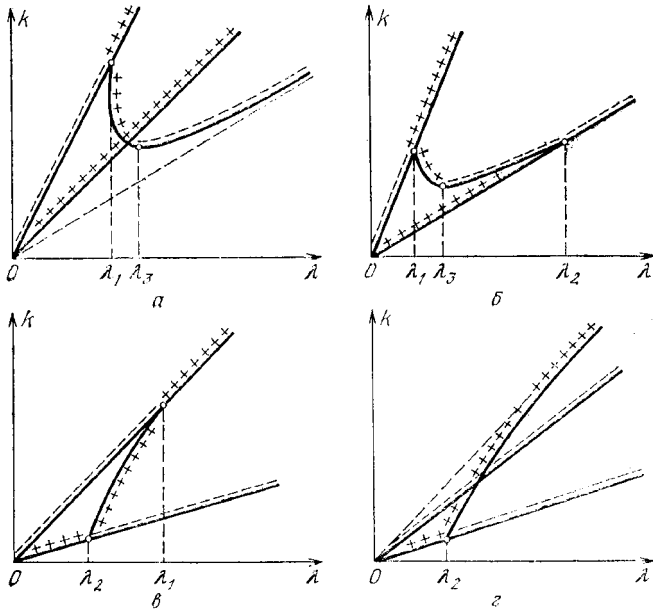 k k
0 λ₁ λ₃ λ 0 λ₁ λ₃ λ₂ λ
а б
k k
0 λ₂ λ₁ λ 0 λ₂ λ
в г